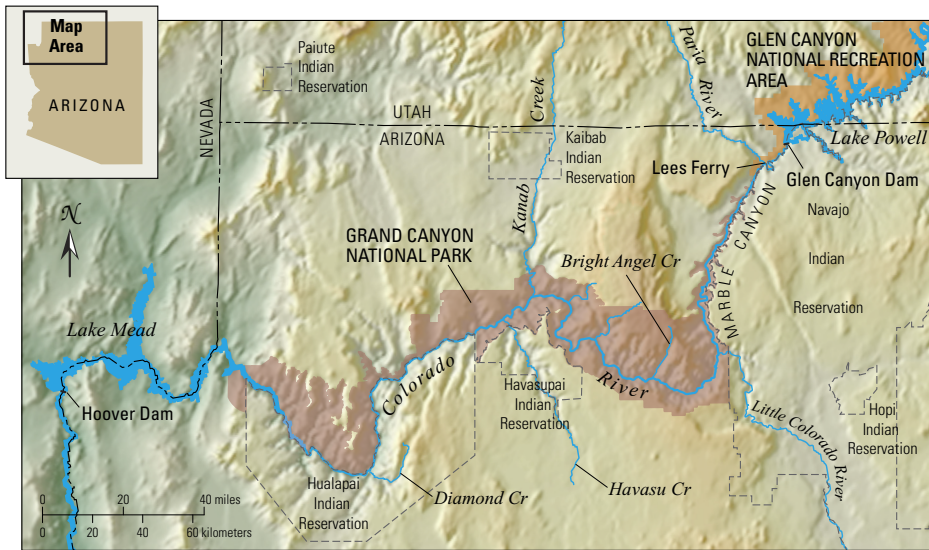 Map
Area
ARIZONA
NEVADA
Paiute
Indian
Reservation
UTAH
ARIZONA
Kanab Creek
Kaibab
Indian
Reservation
Paria River
GLEN CANYON
NATIONAL RECREATION
AREA
Lake Powell
Lees Ferry
Glen Canyon Dam
MARBLE CANYON
Navajo
Indian
Reservation
N
GRAND CANYON
NATIONAL PARK
Bright Angel Cr
Lake Mead
Hoover Dam
Colorado River
Havasupai
Indian
Reservation
Little Colorado River
Hopi
Indian
Reservation
Hualapai
Indian
Reservation
Diamond Cr
Havasu Cr
0 20 40 miles
0 20 40 60 kilometers